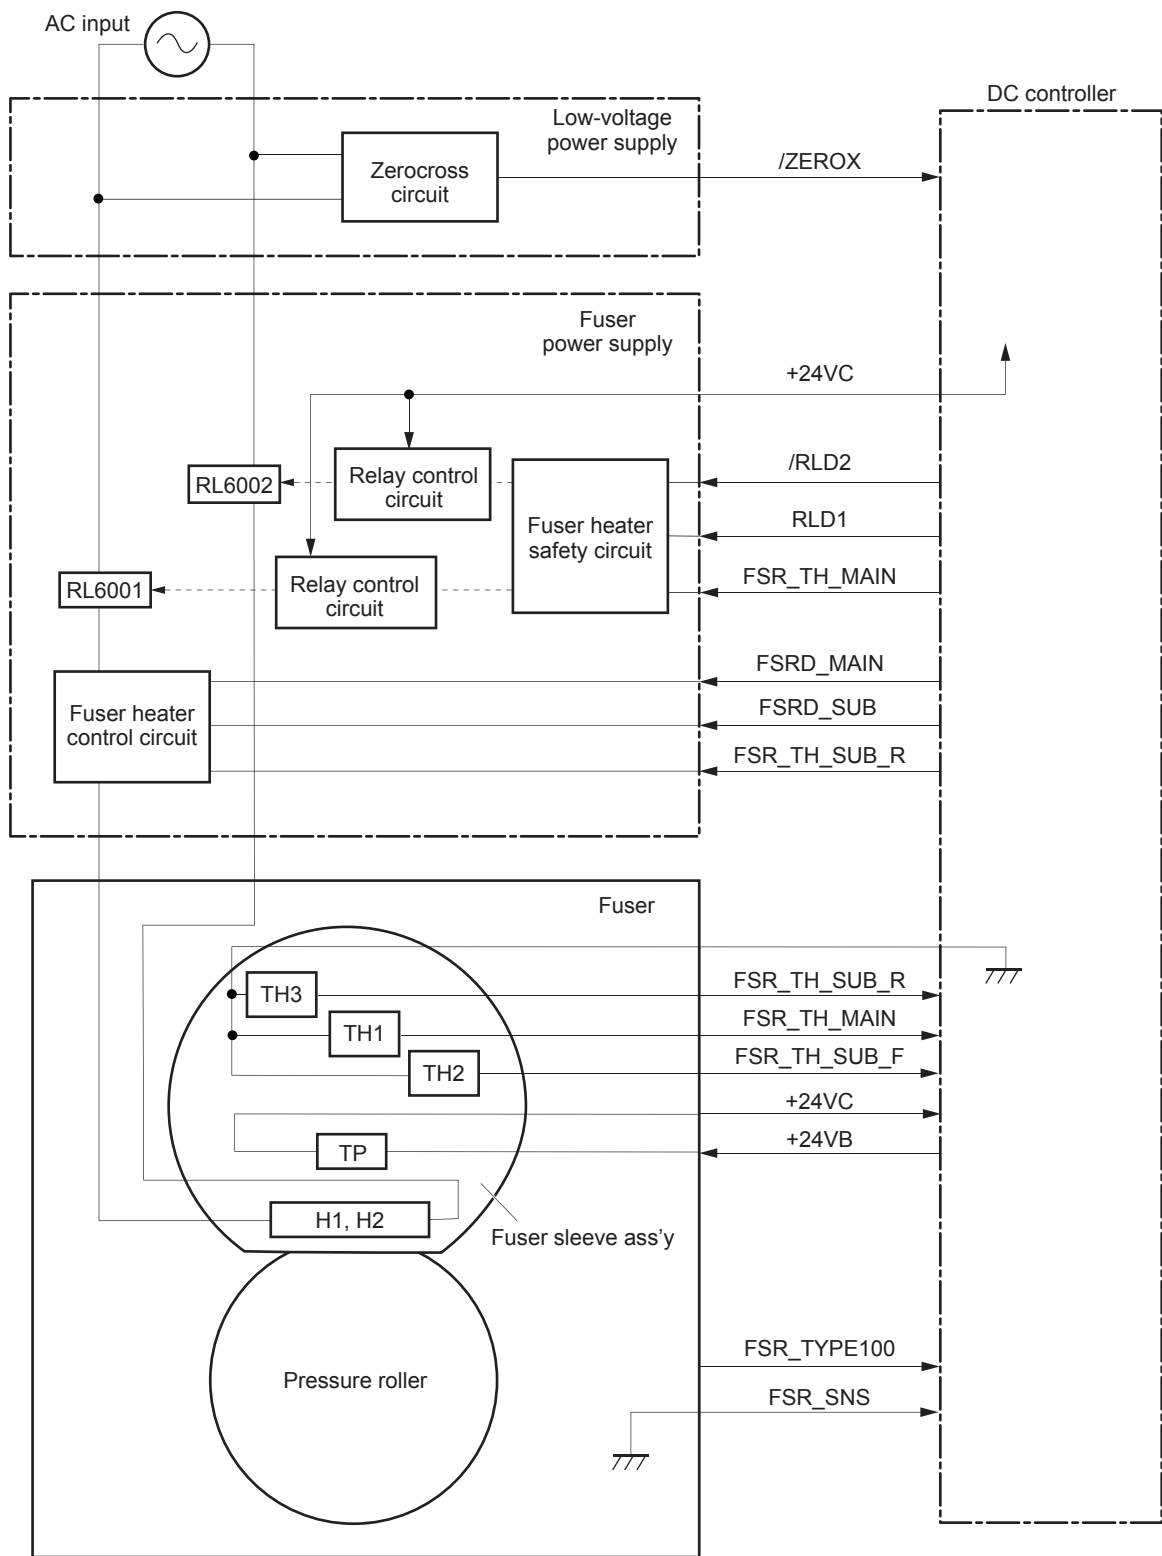 AC input
DC controller
Low-voltage
power supply
Zerocross
circuit
/ZEROX
Fuser
power supply
+24VC
Relay control
circuit
/RLD2
RL6002
Fuser heater
safety circuit
RLD1
Relay control
circuit
RL6001
FSR_TH_MAIN
FSRD_MAIN
Fuser heater
control circuit
FSRD_SUB
FSR_TH_SUB_R
Fuser
TH3
FSR_TH_SUB_R
TH1
FSR_TH_MAIN
TH2
FSR_TH_SUB_F
+24VC
TP
+24VB
H1, H2
Fuser sleeve ass’y
Pressure roller
FSR_TYPE100
FSR_SNS